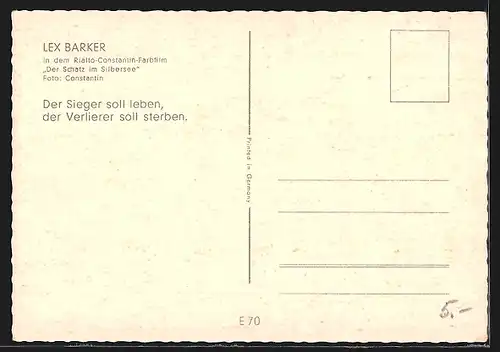 LEX BARKER
in dem Rialto-Constantin-Farbfilm
„Der Schatz im Silbersee"
Foto: Constantin
Der Sieger soll leben,
der Verlierer soll sterben.
Printed in Germany
E 70
5.-